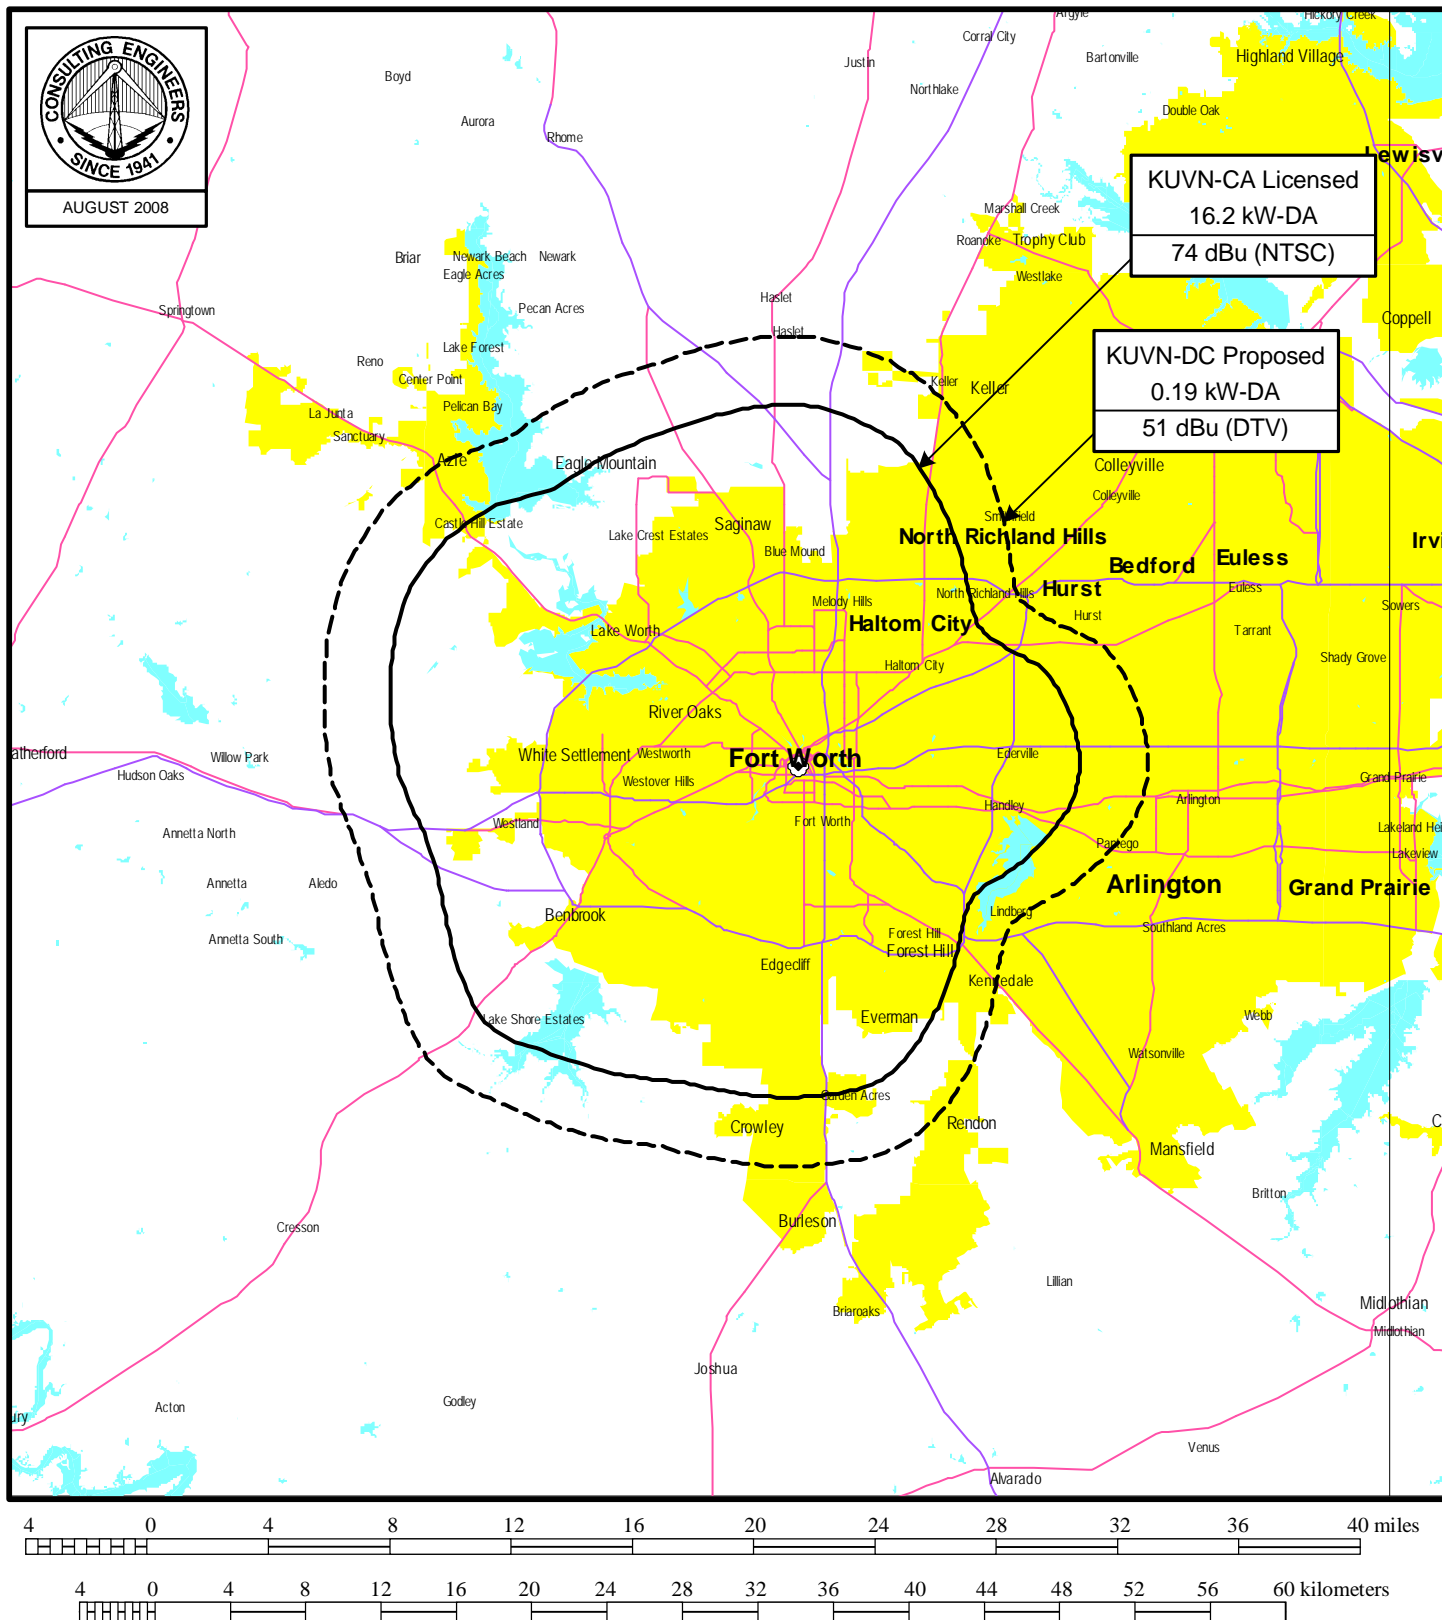 CONSULTING ENGINEERS
SINCE 1941
AUGUST 2008
Argyle
Hickory Creek
Corral City
Justin
Bartonville
Highland Village
Boyd
Northlake
Double Oak
Aurora
Rhome
Lewisv
KUVN-CA Licensed
16.2 kW-DA
74 dBu (NTSC)
Marshall Creek
Roanoke
Trophy Club
Briar
Newark Beach
Newark
Eagle Acres
Westlake
Springtown
Pecan Acres
Haslet
Haslet
Coppell
KUVN-DC Proposed
0.19 kW-DA
51 dBu (DTV)
Reno
Lake Forest
Center Point
Keller
Keller
La Junta
Pelican Bay
Sanctuary
Azle
Eagle Mountain
Colleyville
Colleyville
Castle Hill Estate
Saginaw
Smithfield
Lake Crest Estates
Blue Mound
North Richland Hills
Bedford
Euless
Irvi
Melody Hills
North Richland Hills
Hurst
Euless
Sowers
Hurst
Lake Worth
Haltom City
Tarrant
Haltom City
Shady Grove
River Oaks
atherford
Willow Park
White Settlement
Westworth
Fort Worth
Ederville
Hudson Oaks
Westover Hills
Grand Prairie
Arlington
Handley
Annetta North
Westland
Fort Worth
Lakeland Hei
Pantego
Lakeview
Annetta
Aledo
Arlington
Grand Prairie
Benbrook
Lindberg
Annetta South
Forest Hill
Southland Acres
Edgecliff
Forest Hill
Kennedale
Lake Shore Estates
Everman
Webb
Watsonville
Garden Acres
Crowley
Rendon
C
Mansfield
Britton
Burleson
Cresson
Lillian
Briaroaks
Midlothian
Midlothian
Joshua
Acton
Godley
ury
Venus
Alvarado
4 0 4 8 12 16 20 24 28 32 36 40 miles
4 0 4 8 12 16 20 24 28 32 36 40 44 48 52 56 60 kilometers